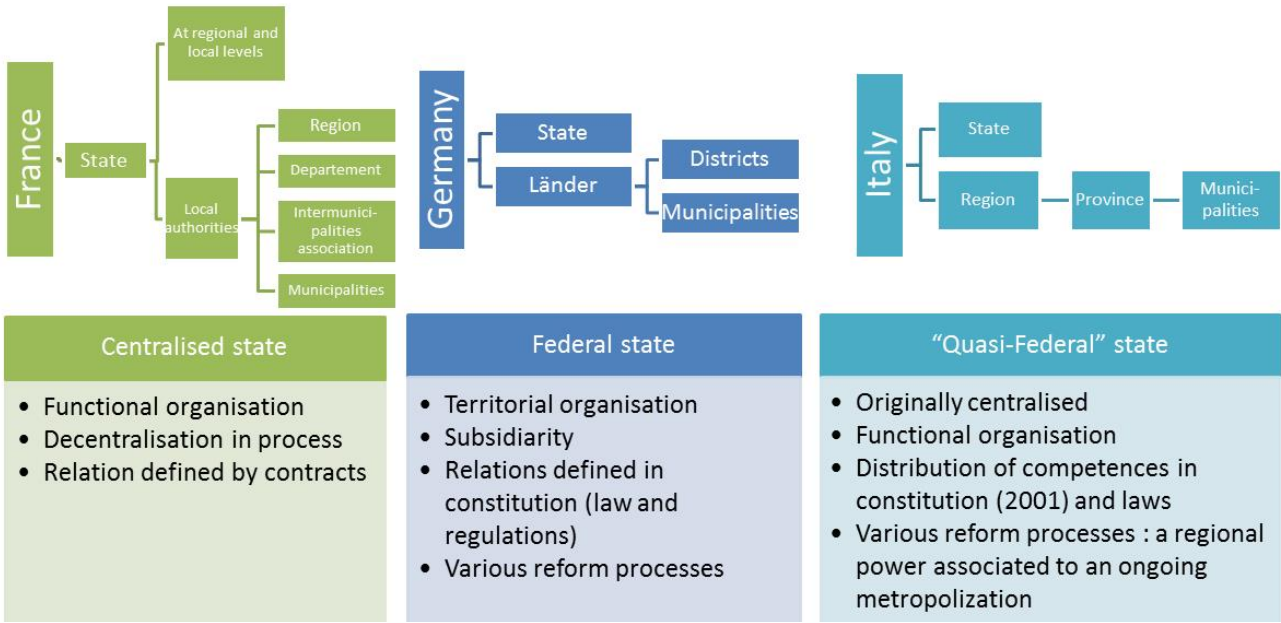 France
State
At regional and
local levels
Local
authorities
Region
Departement
Intermunici-
palities
association
Municipalities
Germany
State
Länder
Districts
Municipalities
Italy
State
Region
Province
Munici-
palities
Centralised state
• Functional organisation
• Decentralisation in process
• Relation defined by contracts
Federal state
• Territorial organisation
• Subsidiarity
• Relations defined in
constitution (law and
regulations)
• Various reform processes
“Quasi-Federal” state
• Originally centralised
• Functional organisation
• Distribution of competences in
constitution (2001) and laws
• Various reform processes : a regional
power associated to an ongoing
metropolization